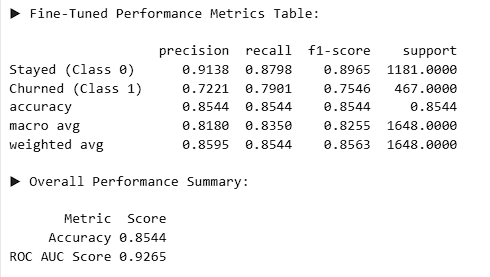 ▶ Fine-Tuned Performance Metrics Table:
precision recall f1-score support
Stayed (Class 0) 0.9138 0.8798 0.8965 1181.0000
Churned (Class 1) 0.7221 0.7901 0.7546 467.0000
accuracy 0.8544 0.8544 0.8544 0.8544
macro avg 0.8180 0.8350 0.8255 1648.0000
weighted avg 0.8595 0.8544 0.8563 1648.0000
▶ Overall Performance Summary:
Metric Score
Accuracy 0.8544
ROC AUC Score 0.9265